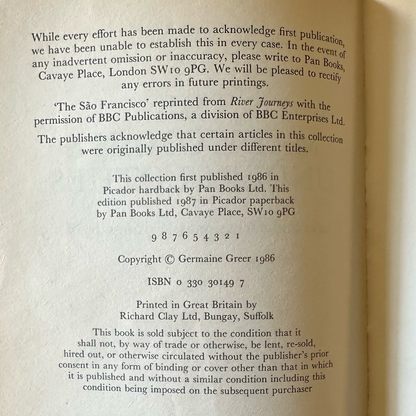 While every effort has been made to acknowledge first publication,
we have been unable to establish this in every case. In the event of
any inadvertent omission or inaccuracy, please write to Pan Books,
Cavaye Place, London SW10 9PG. We will be pleased to rectify
any errors in future printings.
'The São Francisco' reprinted from River Journeys with the
permission of BBC Publications, a division of BBC Enterprises Ltd.
The publishers acknowledge that certain articles in this collection
were originally published under different titles.
This collection first published 1986 in
Picador hardback by Pan Books Ltd. This
edition published 1987 in Picador paperback
by Pan Books Ltd, Cavaye Place, SW10 9PG
9 8 7 6 5 4 3 2 1
Copyright © Germaine Greer 1986
ISBN 0 330 30149 7
Printed in Great Britain by
Richard Clay Ltd, Bungay, Suffolk
This book is sold subject to the condition that it
shall not, by way of trade or otherwise, be lent, re-sold,
hired out, or otherwise circulated without the publisher's prior
consent in any form of binding or cover other than that in which
it is published and without a similar condition including this
condition being imposed on the subsequent purchaser